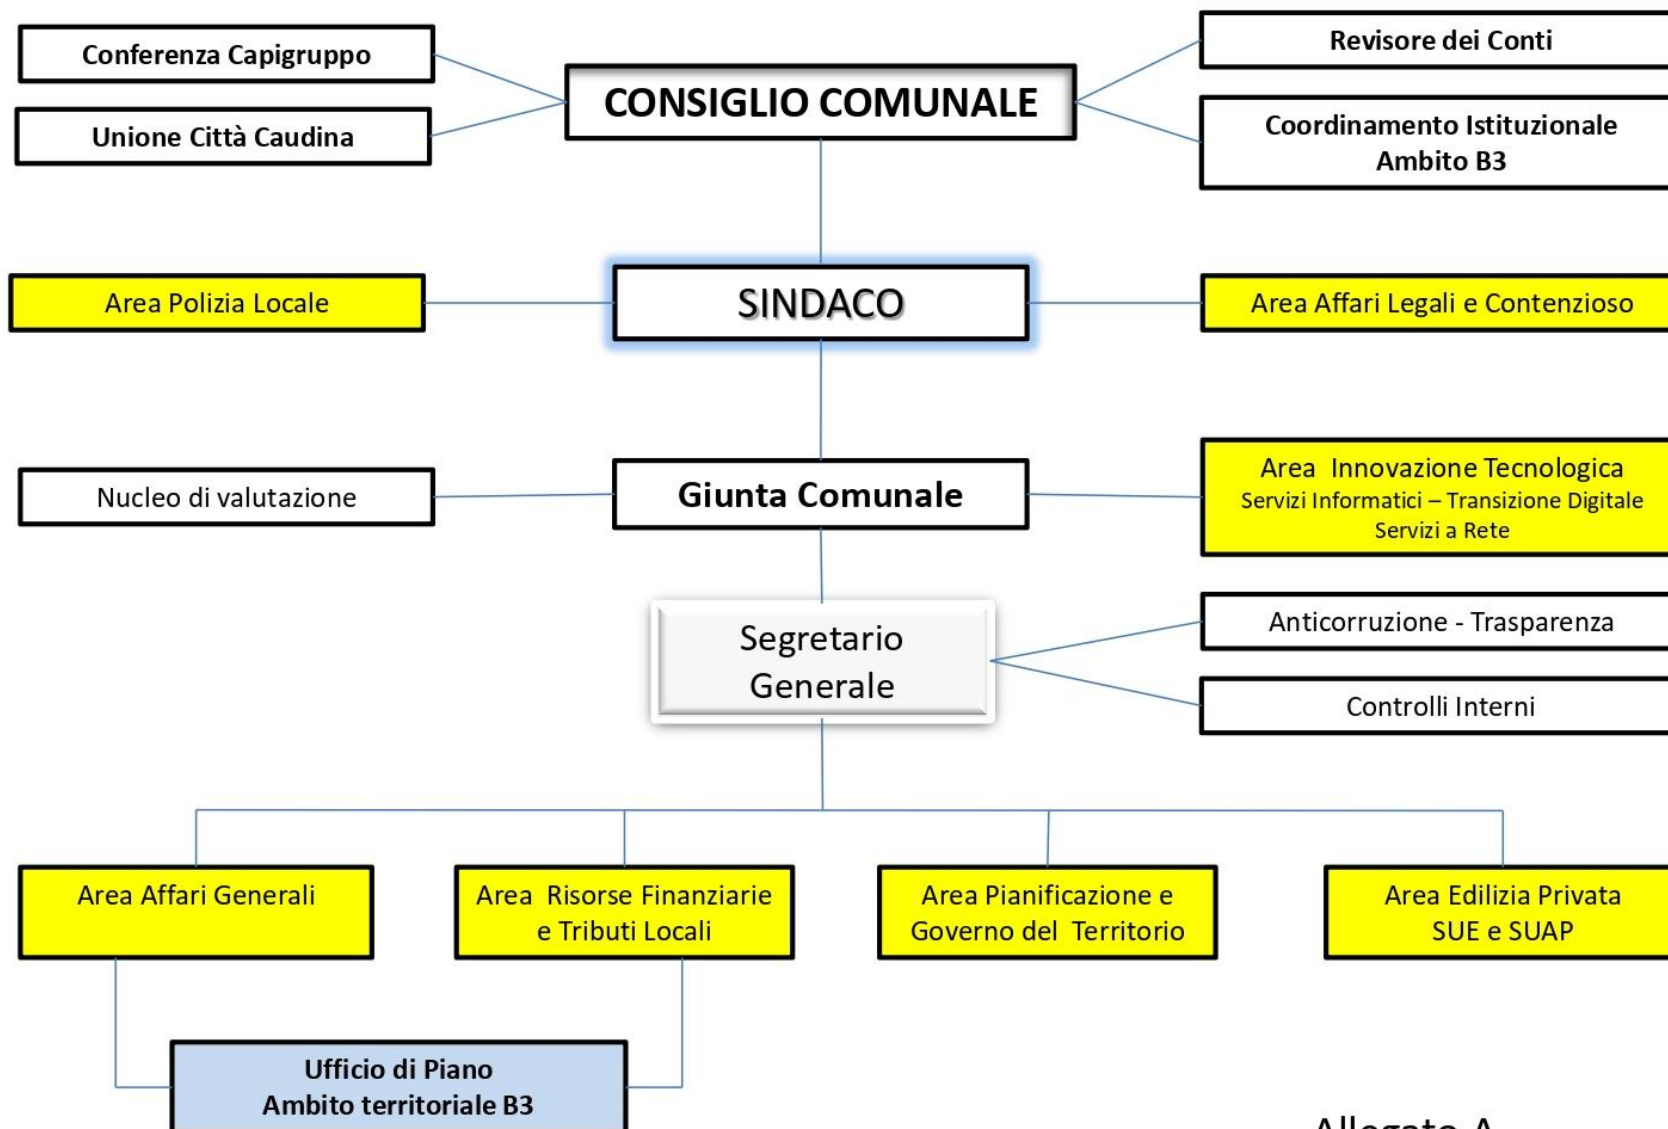 Conferenza Capigruppo
Unione Città Caudina
CONSIGLIO COMUNALE
Revisore dei Conti
Coordinamento Istituzionale
Ambito B3
Area Polizia Locale
SINDACO
Area Affari Legali e Contenzioso
Nucleo di valutazione
Giunta Comunale
Area Innovazione Tecnologica
Servizi Informatici – Transizione Digitale
Servizi a Rete
Segretario
Generale
Anticorruzione - Trasparenza
Controlli Interni
Area Affari Generali
Area Risorse Finanziarie
e Tributi Locali
Area Pianificazione e
Governo del Territorio
Area Edilizia Privata
SUE e SUAP
Ufficio di Piano
Ambito territoriale B3
Allegato A